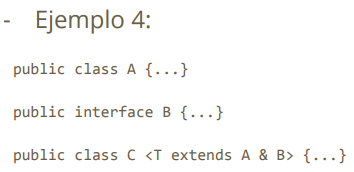 - Ejemplo 4:
public class A {...}
public interface B {...}
public class C <T extends A & B> {...}